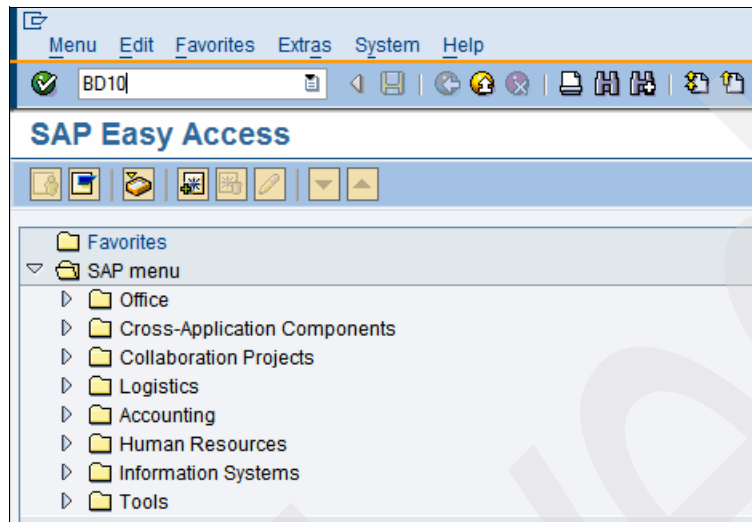 Menu Edit Favorites Extras System Help
BD10
SAP Easy Access
Favorites
SAP menu
Office
Cross-Application Components
Collaboration Projects
Logistics
Accounting
Human Resources
Information Systems
Tools